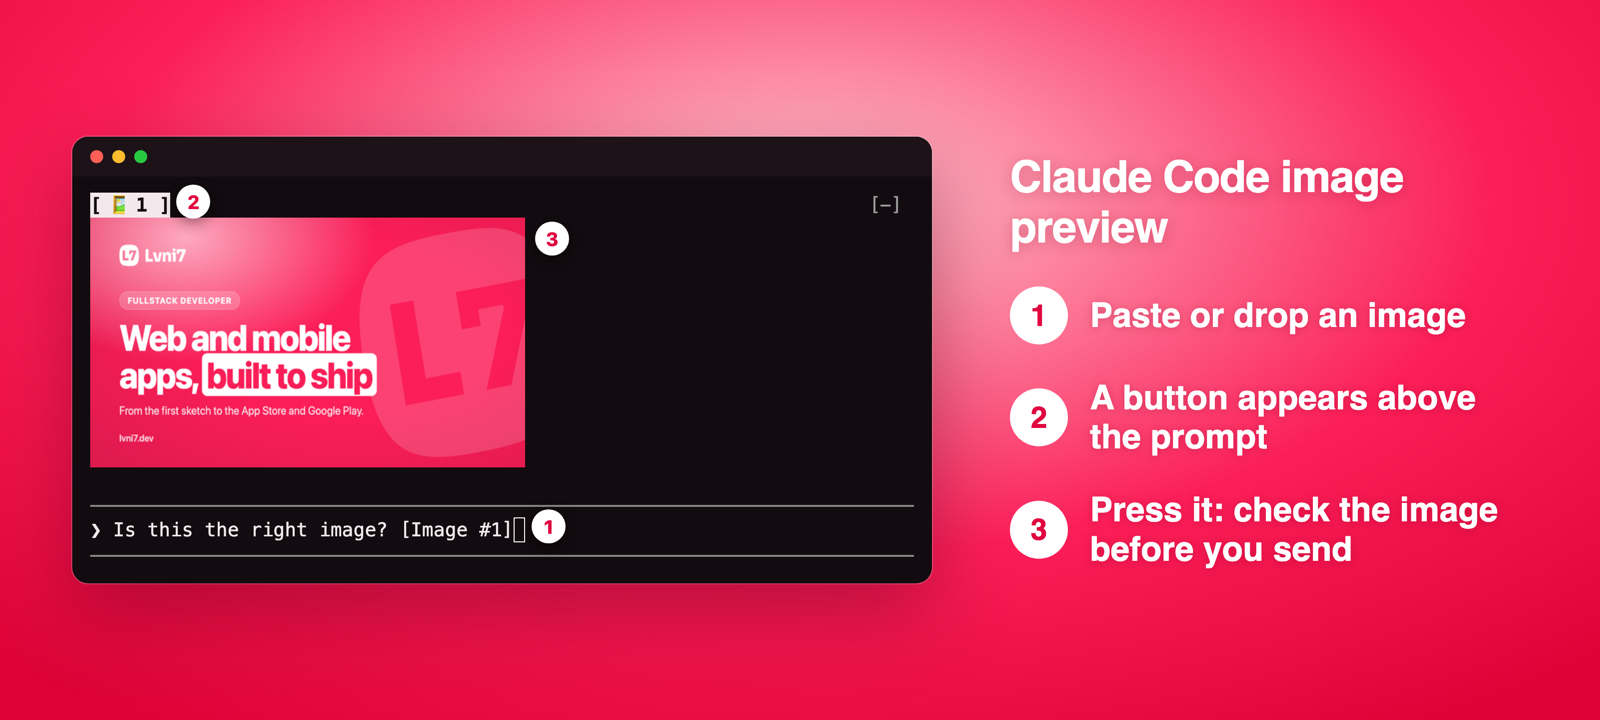 [ 1 ]
2
[–]
3
L7 Lvni7
FULLSTACK DEVELOPER
Web and mobile
apps, built to ship
From the first sketch to the App Store and Google Play.
lvni7.dev
L7
❯ Is this the right image? [Image #1]
1
Claude Code image
preview
1 Paste or drop an image
2 A button appears above
the prompt
3 Press it: check the image
before you send